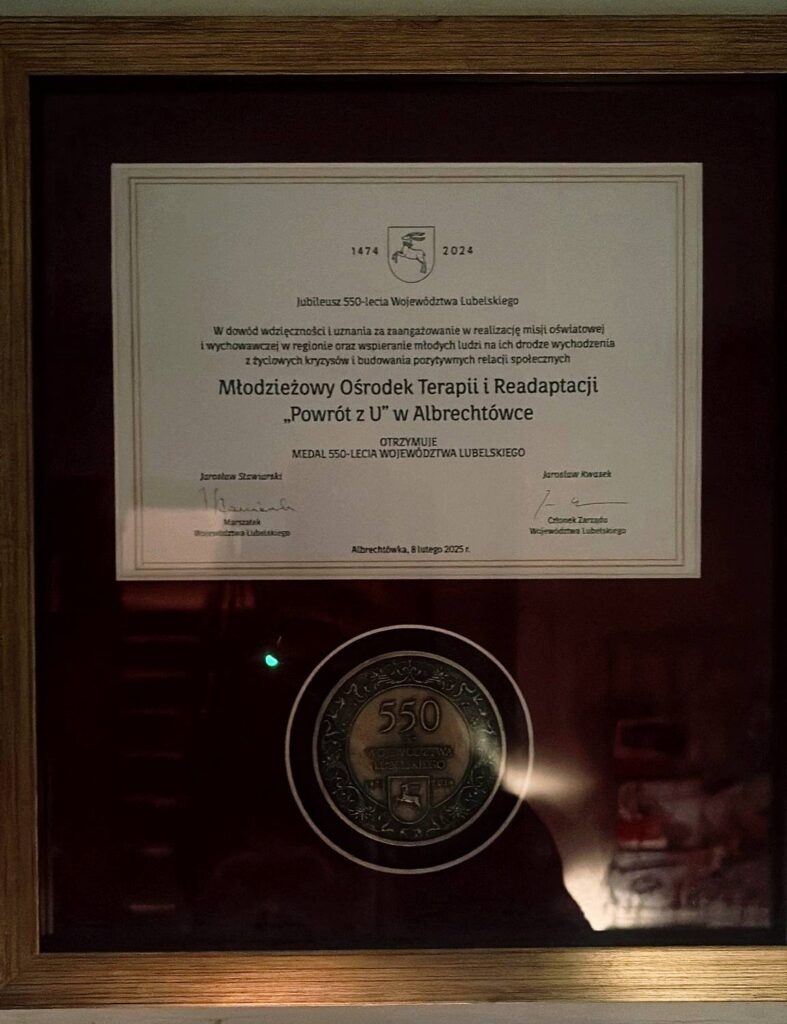 1474 2024
Jubileusz 550-lecia Województwa Lubelskiego
W dowód wdzięczności i uznania za zaangażowanie w realizację misji oświatowej
i wychowawczej w regionie oraz wspieranie młodych ludzi na ich drodze wychodzenia
z życiowych kryzysów i budowania pozytywnych relacji społecznych
Młodzieżowy Ośrodek Terapii i Readaptacji
„Powrót z U” w Albrechtówce
OTRZYMUJE
MEDAL 550-LECIA WOJEWÓDZTWA LUBELSKIEGO
Jarosław Stawiarski
Marszałek
Województwa Lubelskiego
Jarosław Kwasek
Członek Zarządu
Województwa Lubelskiego
Albrechtówka, 8 lutego 2025 r.
550
WOJEWÓDZTWA
LUBELSKIEGO